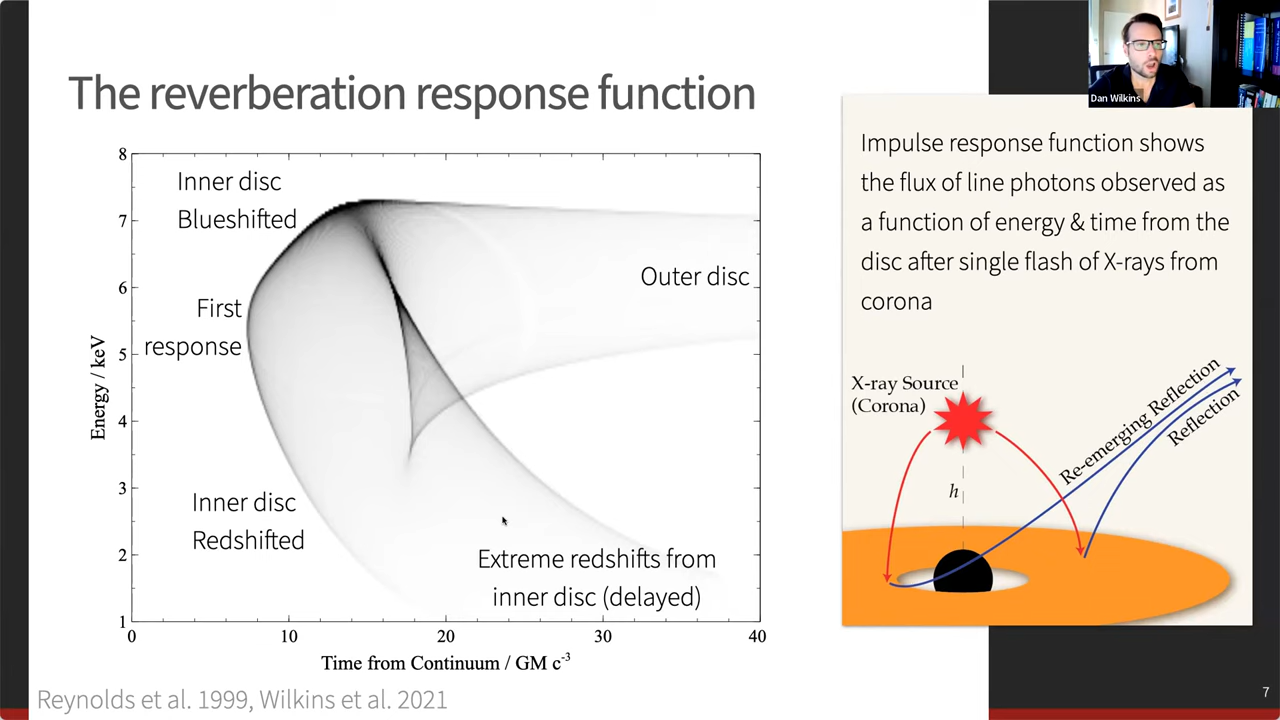 The reverberation response function
Dan Wilkins
Impulse response function shows
the flux of line photons observed as
a function of energy & time from the
disc after single flash of X-rays from
corona
8
7
6
5
4
3
2
1
Energy / keV
Inner disc
Blueshifted
First
response
Outer disc
Inner disc
Redshifted
Extreme redshifts from
inner disc (delayed)
0
10
20
30
40
Time from Continuum / GM c⁻³
X-ray Source
(Corona)
h
Re-emerging Reflection
Reflection
Reynolds et al. 1999, Wilkins et al. 2021
7